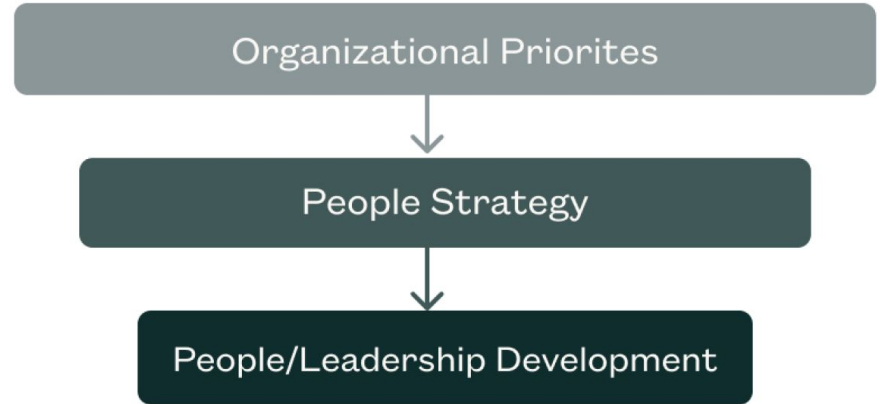 Organizational Priorites
People Strategy
People/Leadership Development